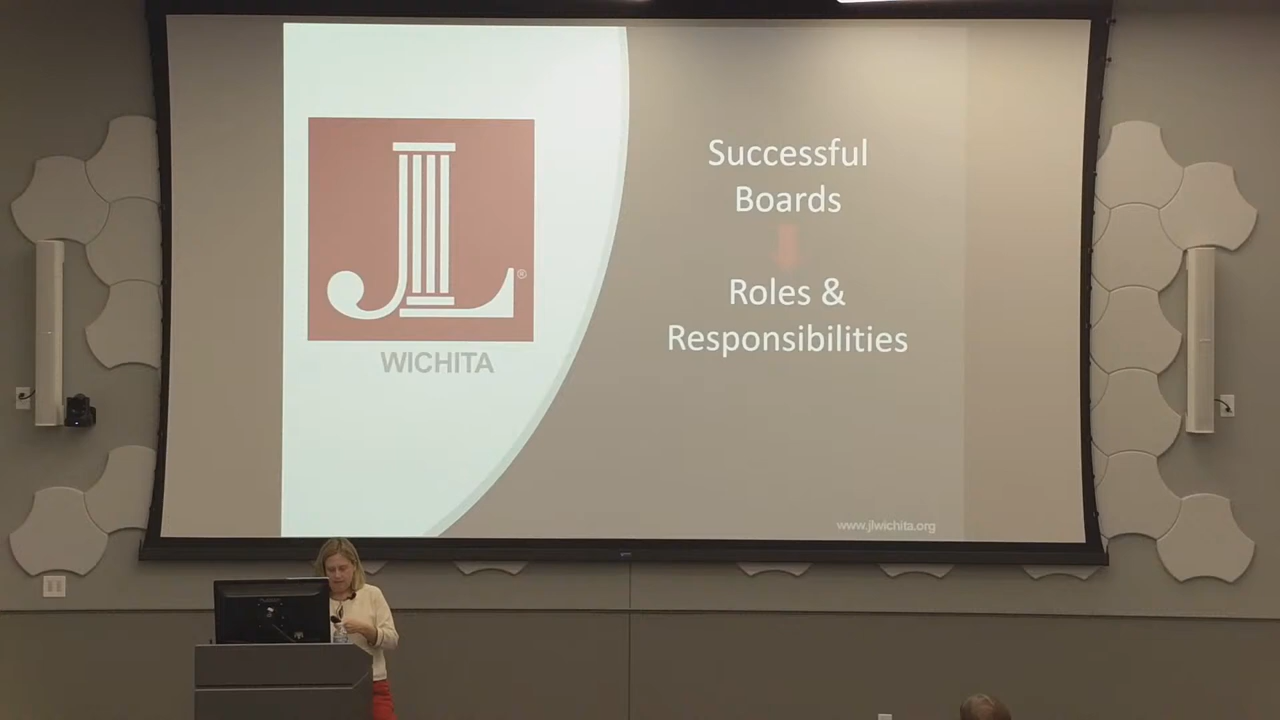 JL®
WICHITA
Successful
Boards
Roles &
Responsibilities
www.jlwichita.org